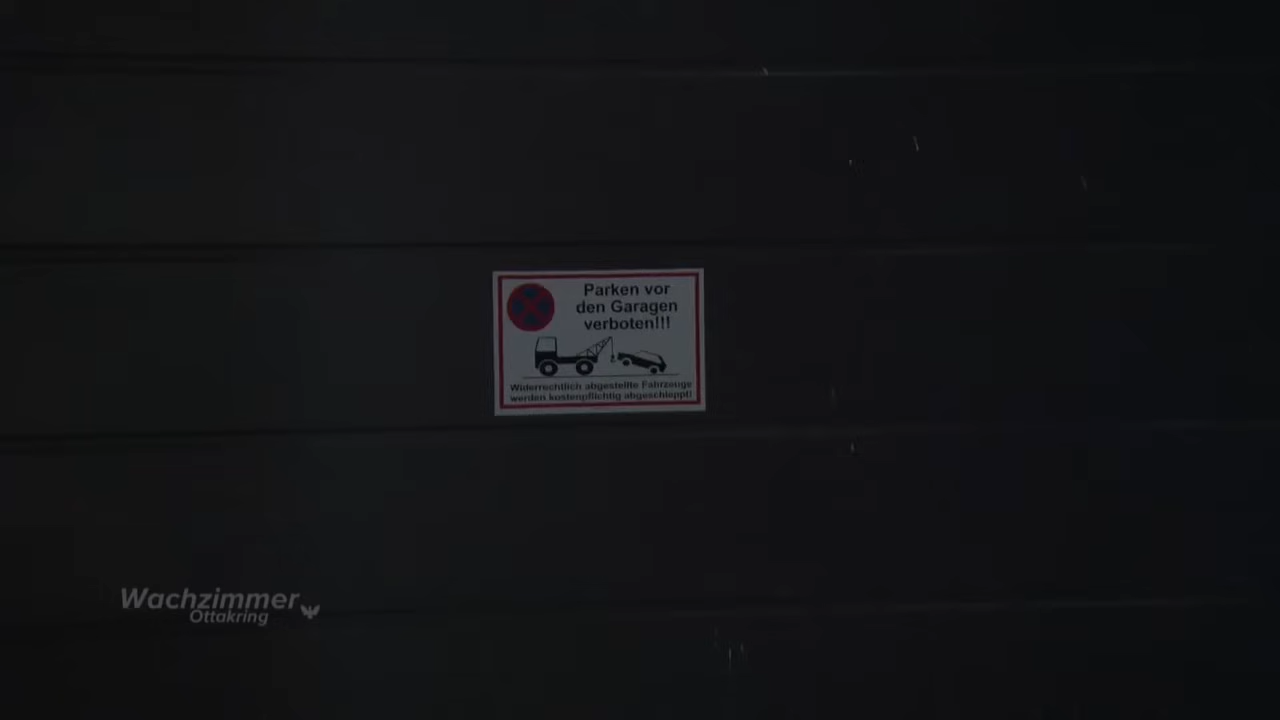 Parken vor
den Garagen
verboten!!!
Widerrechtlich abgestellte Fahrzeuge
werden kostenpflichtig abgeschleppt!
Wachzimmer
Ottakring